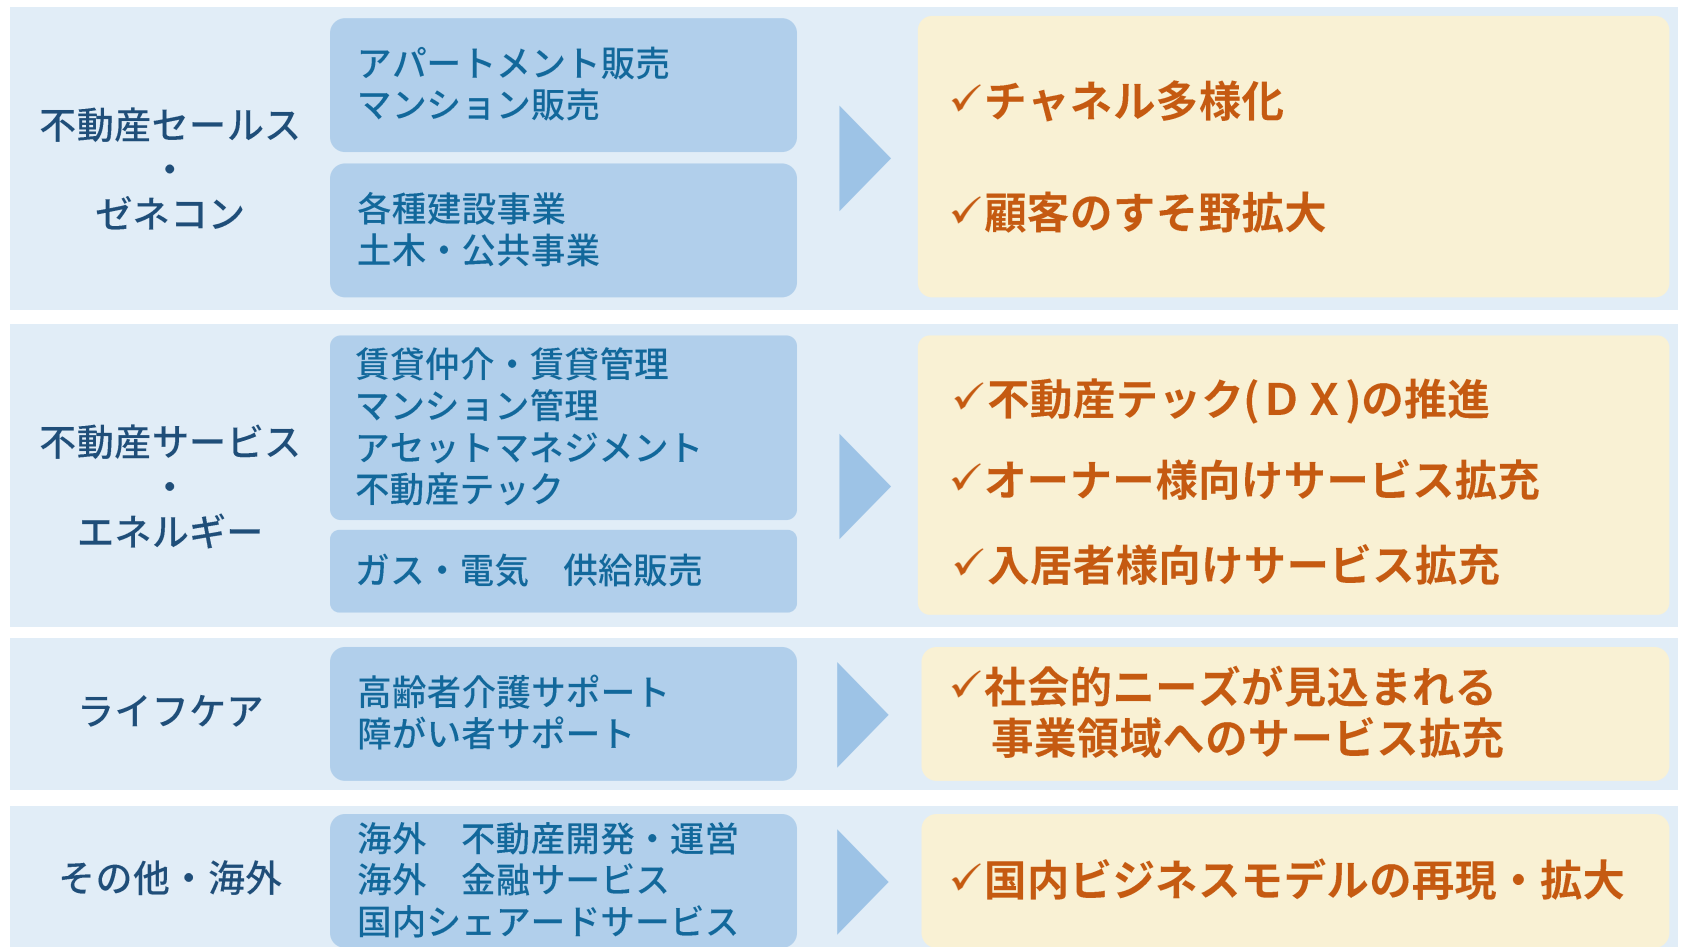 不動産セールス
・
ゼネコン
アパートメント販売
マンション販売
各種建設事業
土木・公共事業
✓チャネル多様化
✓顧客のすそ野拡大
不動産サービス
・
エネルギー
賃貸仲介・賃貸管理
マンション管理
アセットマネジメント
不動産テック
ガス・電気　供給販売
✓不動産テック(ＤＸ)の推進
✓オーナー様向けサービス拡充
✓入居者様向けサービス拡充
ライフケア
高齢者介護サポート
障がい者サポート
✓社会的ニーズが見込まれる
事業領域へのサービス拡充
その他・海外
海外　不動産開発・運営
海外　金融サービス
国内シェアードサービス
✓国内ビジネスモデルの再現・拡大